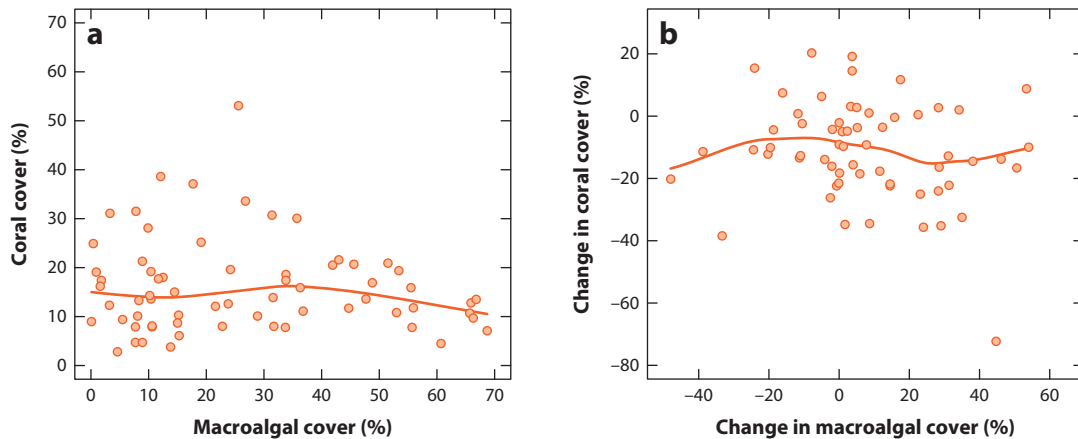 a
Coral cover (%)
70
60
50
40
30
20
10
0
0 10 20 30 40 50 60 70
Macroalgal cover (%)
b
Change in coral cover (%)
20
0
−20
−40
−60
−80
−40 −20 0 20 40 60
Change in macroalgal cover (%)